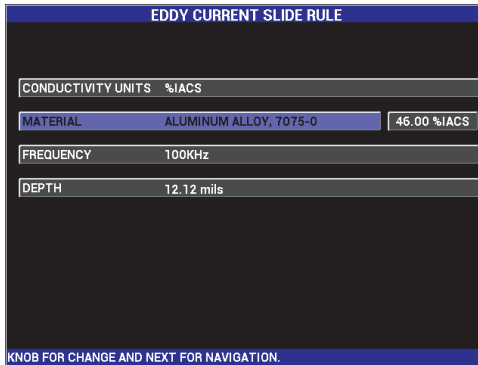 EDDY CURRENT SLIDE RULE
CONDUCTIVITY UNITS %IACS
MATERIAL ALUMINUM ALLOY, 7075-0 46.00 %IACS
FREQUENCY 100KHz
DEPTH 12.12 mils
KNOB FOR CHANGE AND NEXT FOR NAVIGATION.